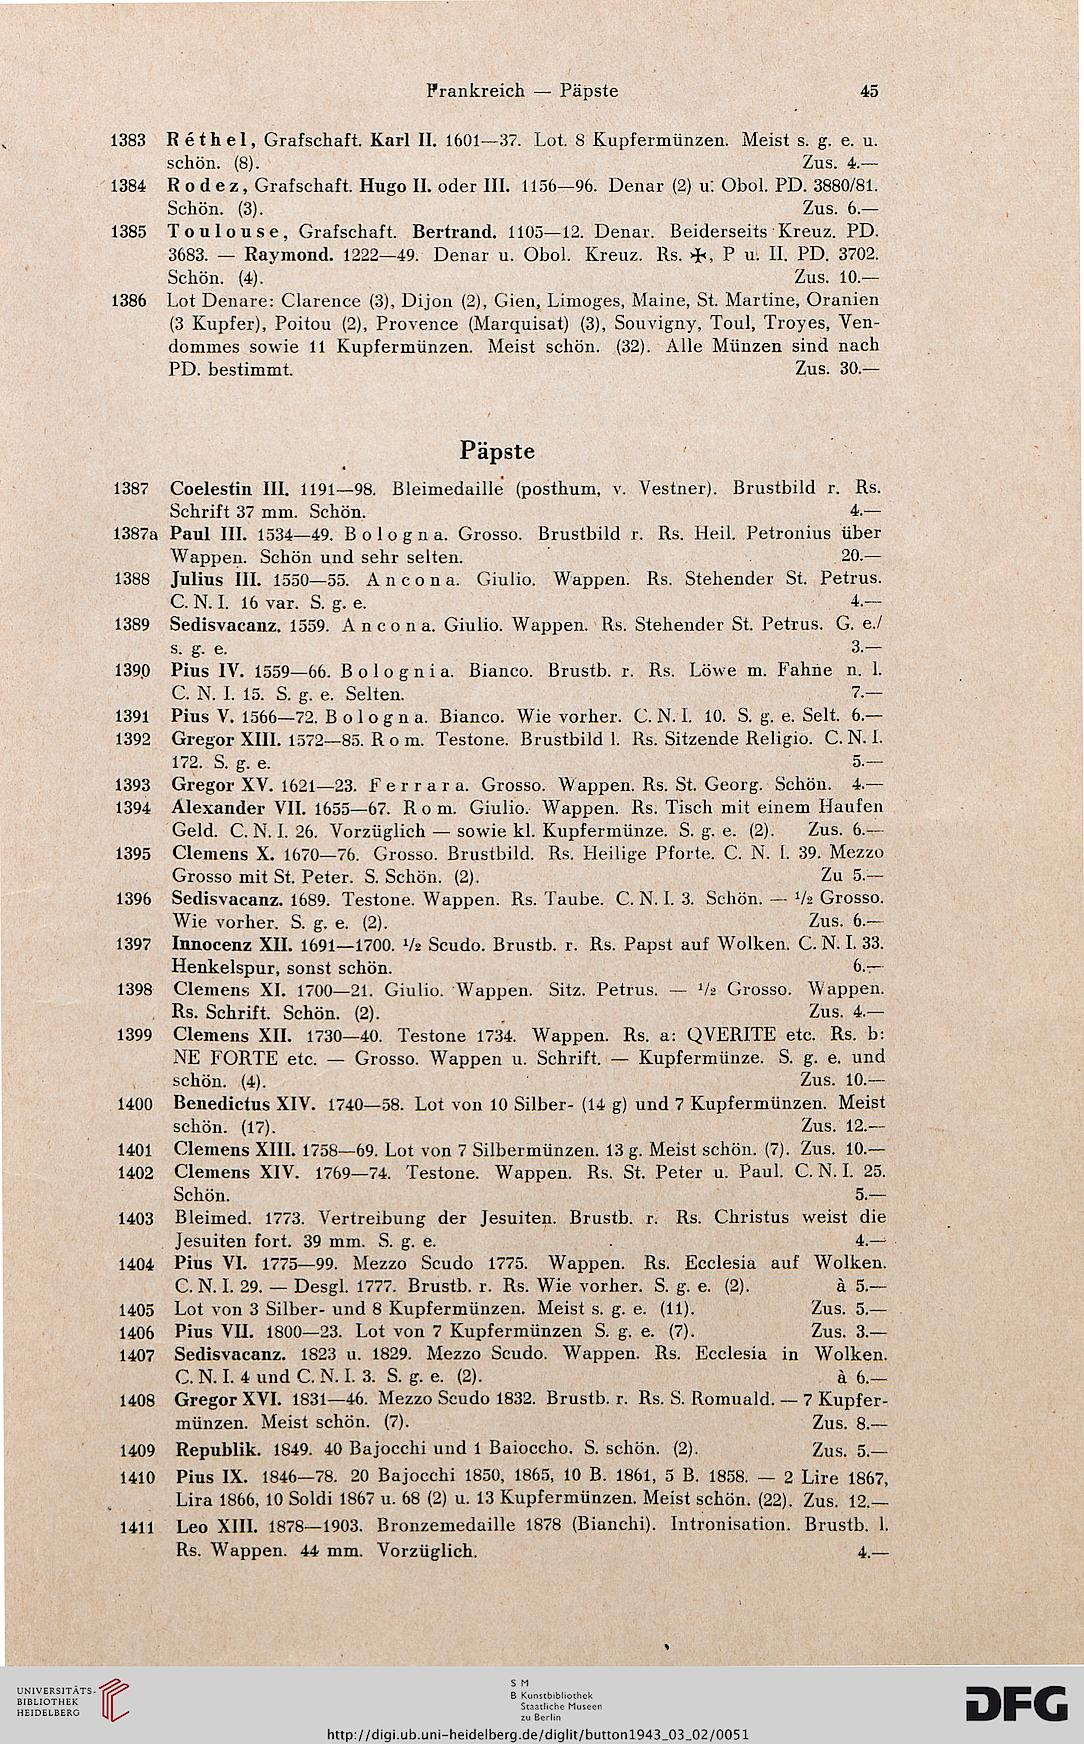 Frankreich — Päpste 45
1383 Réthel, Grafschaft. Karl II. 1601—37. Lot. 8 Kupfermünzen. Meist s. g. e. u.
schön. (8). Zus. 4.—
1384 Rodez, Grafschaft. Hugo II. oder III. 1156—96. Denar (2) u. Obol. PD. 3880/81.
Schön. (3). Zus. 6.—
1385 Toulouse, Grafschaft. Bertrand. 1105—12. Denar. Beiderseits Kreuz. PD.
3683. — Raymond. 1222—49. Denar u. Obol. Kreuz. Rs. ✠, P u. II. PD. 3702.
Schön. (4). Zus. 10.—
1386 Lot Denare: Clarence (3), Dijon (2), Gien, Limoges, Maine, St. Martine, Oranien
(3 Kupfer), Poitou (2), Provence (Marquisat) (3), Souvigny, Toul, Troyes, Ven-
dommes sowie 11 Kupfermünzen. Meist schön. (32). Alle Münzen sind nach
PD. bestimmt. Zus. 30.—
Päpste
1387 Coelestin III. 1191—98. Bleimedaille (posthum, v. Vestner). Brustbild r. Rs.
Schrift 37 mm. Schön. 4.—
1387a Paul III. 1534—49. Bologna. Grosso. Brustbild r. Rs. Heil. Petronius über
Wappen. Schön und sehr selten. 20.—
1388 Julius III. 1550—55. Ancona. Giulio. Wappen. Rs. Stehender St. Petrus.
C. N. I. 16 var. S. g. e. 4.—
1389 Sedisvacanz. 1559. Ancona. Giulio. Wappen. Rs. Stehender St. Petrus. G. e./
s. g. e. 3.—
1390 Pius IV. 1559—66. Bolognia. Bianco. Brustb. r. Rs. Löwe m. Fahne n. l.
C. N. I. 15. S. g. e. Selten. 7.—
1391 Pius V. 1566—72. Bologna. Bianco. Wie vorher. C. N. I. 10. S. g. e. Selt. 6.—
1392 Gregor XIII. 1572—85. Rom. Testone. Brustbild l. Rs. Sitzende Religio. C. N. I.
172. S. g. e. 5.—
1393 Gregor XV. 1621—23. Ferrara. Grosso. Wappen. Rs. St. Georg. Schön. 4.—
1394 Alexander VII. 1655—67. Rom. Giulio. Wappen. Rs. Tisch mit einem Haufen
Geld. C. N. I. 26. Vorzüglich — sowie kl. Kupfermünze. S. g. e. (2). Zus. 6.—
1395 Clemens X. 1670—76. Grosso. Brustbild. Rs. Heilige Pforte. C. N. I. 39. Mezzo
Grosso mit St. Peter. S. Schön. (2). Zu 5.—
1396 Sedisvacanz. 1689. Testone. Wappen. Rs. Taube. C. N. I. 3. Schön. — 1/2 Grosso.
Wie vorher. S. g. e. (2). Zus. 6.—
1397 Innocenz XII. 1691—1700. 1/2 Scudo. Brustb. r. Rs. Papst auf Wolken. C. N. I. 33.
Henkelspur, sonst schön. 6.—
1398 Clemens XI. 1700—21. Giulio. Wappen. Sitz. Petrus. — 1/2 Grosso. Wappen.
Rs. Schrift. Schön. (2). Zus. 4.—
1399 Clemens XII. 1730—40. Testone 1734. Wappen. Rs. a: QVERITE etc. Rs. b:
NE FORTE etc. — Grosso. Wappen u. Schrift. — Kupfermünze. S. g. e. und
schön. (4). Zus. 10.—
1400 Benedictus XIV. 1740—58. Lot von 10 Silber- (14 g) und 7 Kupfermünzen. Meist
schön. (17). Zus. 12.—
1401 Clemens XIII. 1758—69. Lot von 7 Silbermünzen. 13 g. Meist schön. (7). Zus. 10.—
1402 Clemens XIV. 1769—74. Testone. Wappen. Rs. St. Peter u. Paul. C. N. I. 25.
Schön. 5.—
1403 Bleimed. 1773. Vertreibung der Jesuiten. Brustb. r. Rs. Christus weist die
Jesuiten fort. 39 mm. S. g. e. 4.—
1404 Pius VI. 1775—99. Mezzo Scudo 1775. Wappen. Rs. Ecclesia auf Wolken.
C. N. I. 29. — Desgl. 1777. Brustb. r. Rs. Wie vorher. S. g. e. (2). à 5.—
1405 Lot von 3 Silber- und 8 Kupfermünzen. Meist s. g. e. (11). Zus. 5.—
1406 Pius VII. 1800—23. Lot von 7 Kupfermünzen S. g. e. (7). Zus. 3.—
1407 Sedisvacanz. 1823 u. 1829. Mezzo Scudo. Wappen. Rs. Ecclesia in Wolken.
C. N. I. 4 und C. N. I. 3. S. g. e. (2). à 6.—
1408 Gregor XVI. 1831—46. Mezzo Scudo 1832. Brustb. r. Rs. S. Romuald. — 7 Kupfer-
münzen. Meist schön. (7). Zus. 8.—
1409 Republik. 1849. 40 Bajocchi und 1 Baioccho. S. schön. (2). Zus. 5.—
1410 Pius IX. 1846—78. 20 Bajocchi 1850, 1865, 10 B. 1861, 5 B. 1858. — 2 Lire 1867,
Lira 1866, 10 Soldi 1867 u. 68 (2) u. 13 Kupfermünzen. Meist schön. (22). Zus. 12.—
1411 Leo XIII. 1878—1903. Bronzemedaille 1878 (Bianchi). Intronisation. Brustb. l.
Rs. Wappen. 44 mm. Vorzüglich. 4.—
UNIVERSITÄTS-
BIBLIOTHEK
HEIDELBERG
S M
B Kunstbibliothek
Staatliche Museen
zu Berlin
DFG
http://digi.ub.uni-heidelberg.de/diglit/button1943_03_02/0051